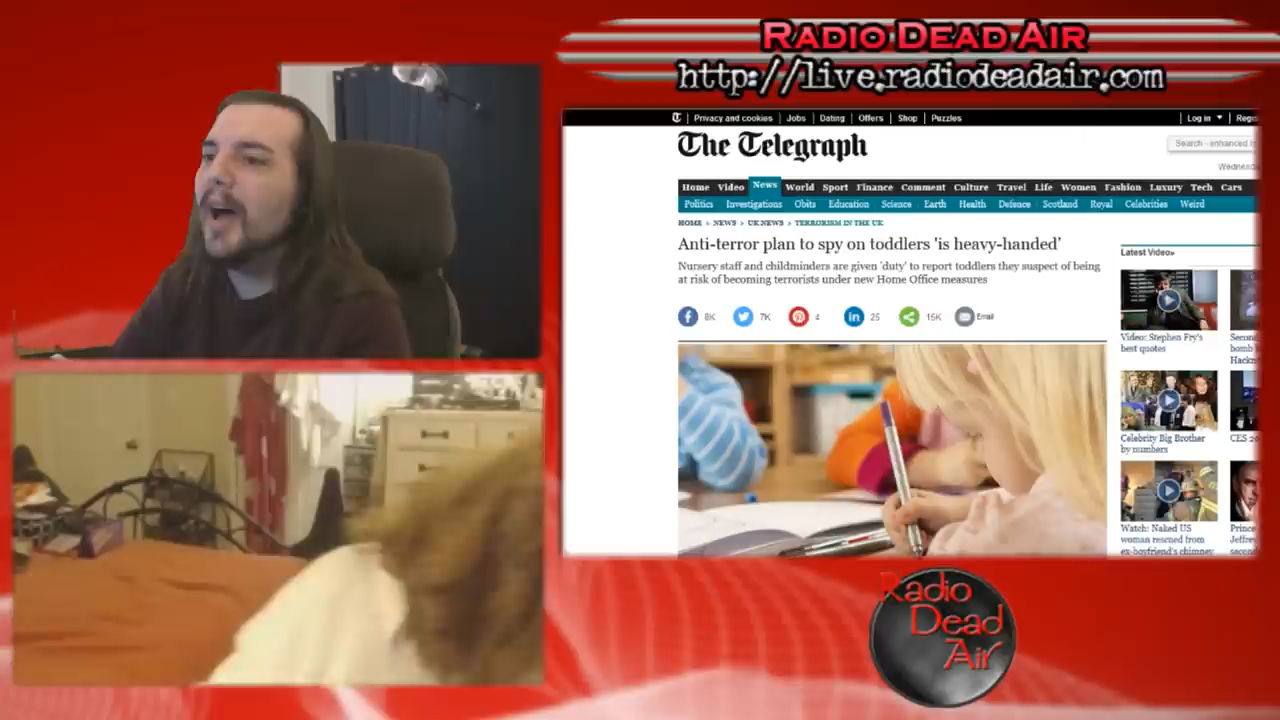 RADIO DEAD AIR
http://live.radiodeadair.com
Privacy and cookies Jobs Dating Offers Shop Puzzles Log in
The Telegraph
Search - enhanced
Home Video News World Sport Finance Comment Culture Travel Life Women Fashion Luxury Tech Cars
Politics Investigations Obits Education Science Earth Health Defence Scotland Royal Celebrities Weird
HOME » NEWS » UK NEWS » TERRORISM IN THE UK
Anti-terror plan to spy on toddlers 'is heavy-handed'
Nursery staff and childminders are given 'duty' to report toddlers they suspect of being
at risk of becoming terrorists under new Home Office measures
8K 7K 4 25 15K Email
Latest Video»
Video: Stephen Fry's
best quotes
Celebrity Big Brother
by numbers
Watch: Naked US
woman rescued from
ex-boyfriend's chimney
Radio
Dead
Air